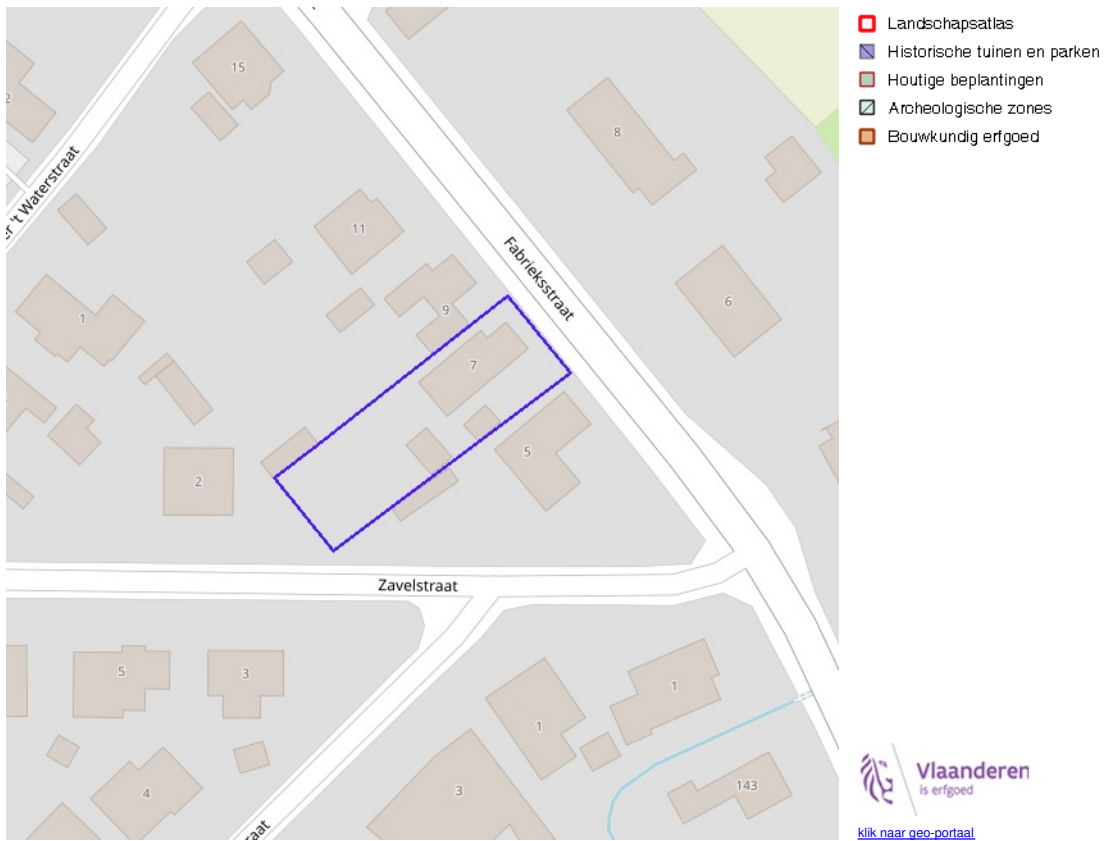 Landschapsatlas
Historische tuinen en parken
Houtige beplantingen
Archeologische zones
Bouwkundig erfgoed
15
8
2
't Waterstraat
11
Fabrieksstraat
6
1
9
7
5
2
Zavelstraat
5
3
1
1
4
3
143
Vlaanderen
is erfgoed
klik naar geo-portaal